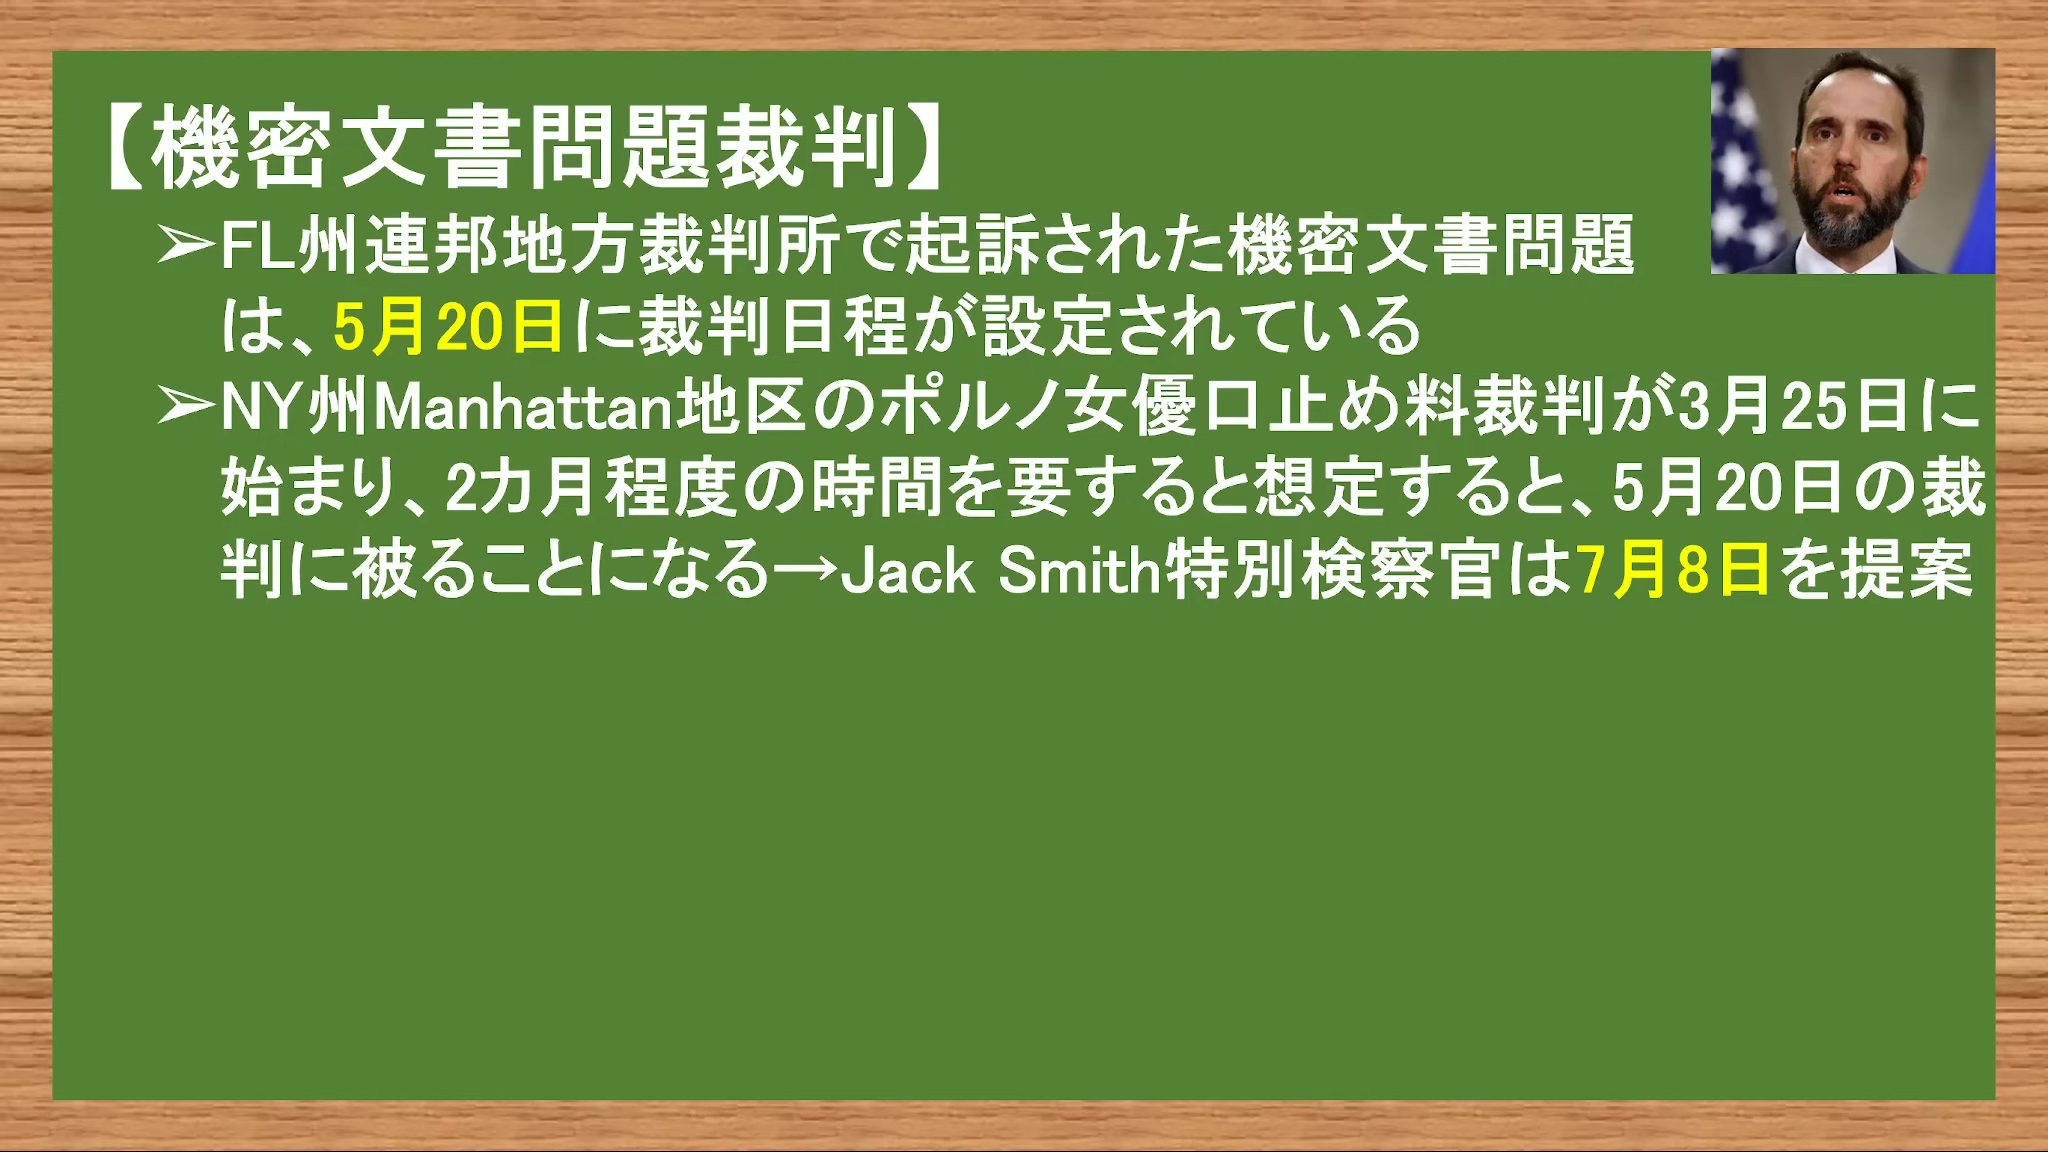 【機密文書問題裁判】
➢FL州連邦地方裁判所で起訴された機密文書問題
は、5月20日に裁判日程が設定されている
➢NY州Manhattan地区のポルノ女優口止め料裁判が3月25日に
始まり、2カ月程度の時間を要すると想定すると、5月20日の裁
判に被ることになる→Jack Smith特別検察官は7月8日を提案